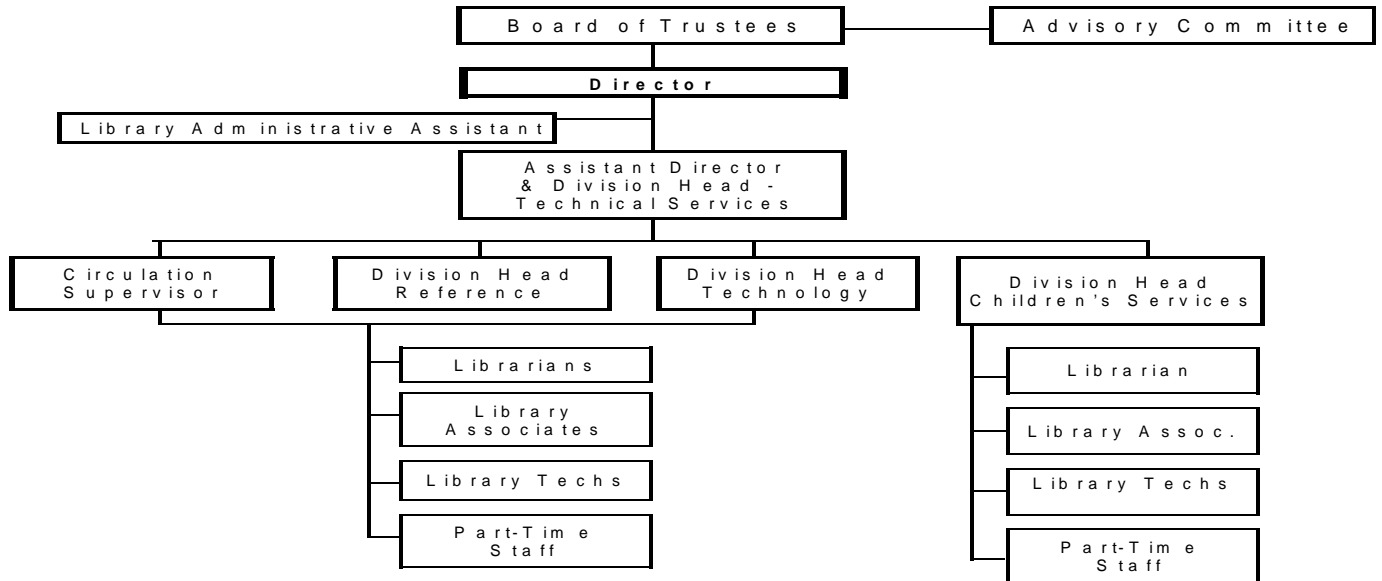 Board of Trustees
Advisory Committee
Director
Library Administrative Assistant
Assistant Director
& Division Head -
Technical Services
Circulation
Supervisor
Division Head
Reference
Division Head
Technology
Division Head
Children's Services
Librarians
Library
Associates
Library Techs
Part-Time
Staff
Librarian
Library Assoc.
Library Techs
Part-Time
Staff